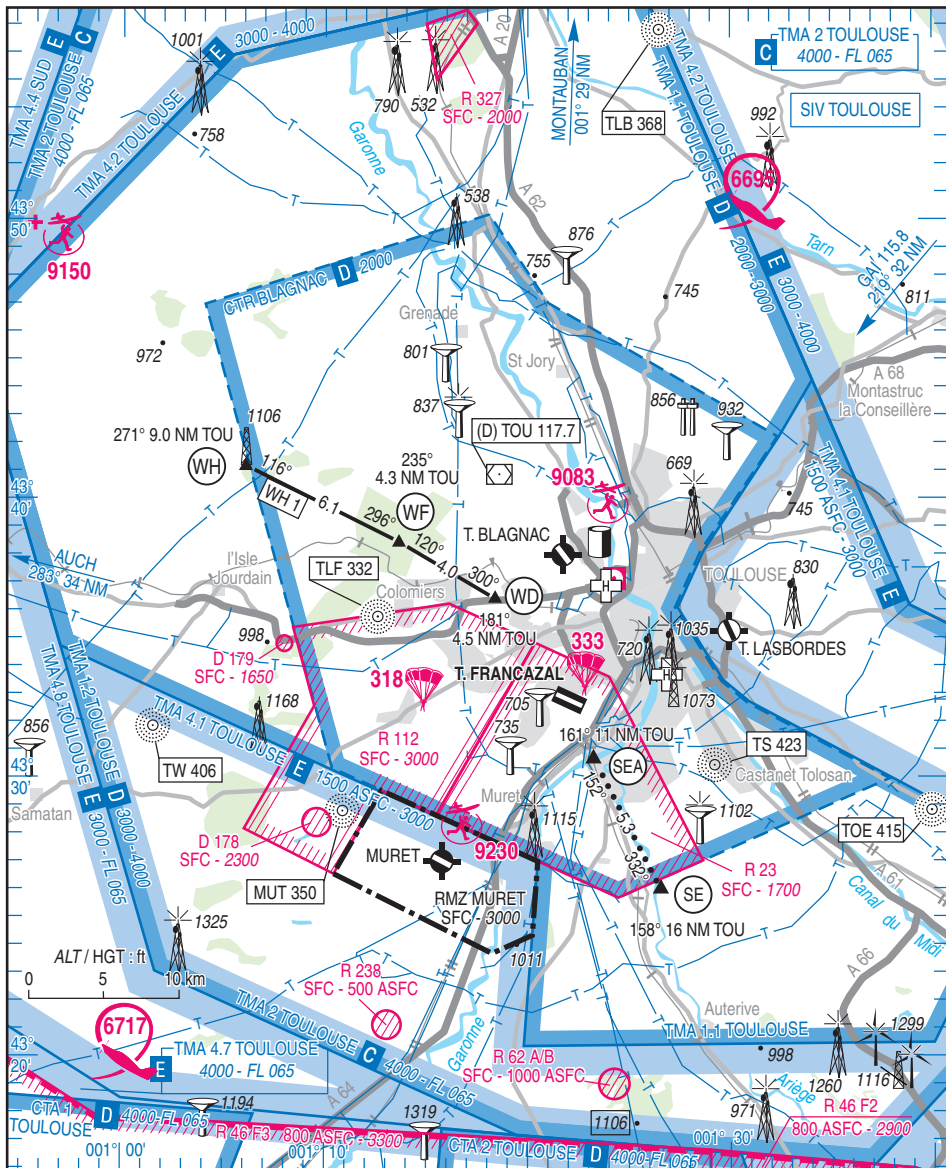 TMA 4.4 SUD E
TMA 2 TOULOUSE C
4000 - FL 065
1001
E 3000 - 4000
TMA 4.2 TOULOUSE
758
790
532
R 327
SFC - 2000
A 20
MONTAUBAN
001° 29 NM
TLB 368
TMA 4.2 TOULOUSE
TMA 1.1 TOULOUSE
D 2000 - 3000
E 3000 - 4000
C TMA 2 TOULOUSE
4000 - FL 065
SIV TOULOUSE
992
6695
Garonne
538
A 62
43°
50'
9150
CTR BLAGNAC D 2000
876
755
745
Tarn
GAI 115.8
219° 32 NM
811
972
Grenade
801
St Jory
A 68
Montastruc
la Conseillère
837
856
932
(D) TOU 117.7
1106
271° 9.0 NM TOU
WH
116°
WH 1
6.1
296°
235°
4.3 NM TOU
WF
120°
4.0
300°
9083
669
TMA 4.1 TOULOUSE
1500 ASFC - 3000
E
43°
40'
745
AUCH
283° 34 NM
l'Isle
Jourdain
TLF 332
Colomiers
T. BLAGNAC
WD
181°
4.5 NM TOU
TOULOUSE
830
998
D 179
SFC - 1650
333
720
1035
T. LASBORDES
T. FRANCAZAL
318
H
1073
705
1168
TMA 4.8 TOULOUSE
E 3000 - FL 065
TMA 1.2 TOULOUSE
D 3000 - 4000
856
TW 406
TMA 4.1 TOULOUSE E 1500 ASFC - 3000
R 112
SFC - 3000
735
161° 11 NM TOU
SEA
TS 423
Castanet Tolosan
43°
30'
Samatan
152°
5.3
332°
Muret
1115
1102
TOE 415
D 178
SFC - 2300
9230
MURET
MUT 350
RMZ MURET
SFC - 3000
R 23
SFC - 1700
SE
158° 16 NM TOU
A 61
Canal du Midi
1325
1011
A 66
ALT / HGT : ft
0 5 10 km
R 238
SFC - 500 ASFC
Auterive
6717
TMA 2 TOULOUSE C 4000 - FL 065
Garonne
TMA 1.1 TOULOUSE
1299
43°
20'
TMA 4.7 TOULOUSE
E 4000 - FL 065
R 62 A/B
SFC - 1000 ASFC
998
1260
1116
Ariège
A 64
CTA 1
TOULOUSE
D 4000-FL 065
1194
1319
1106
971
R 46 F2
800 ASFC - 2900
001° 00'
R 46 F3 800 ASFC - 3300
001° 10'
CTA 2 TOULOUSE D 4000-FL 065
001° 30'